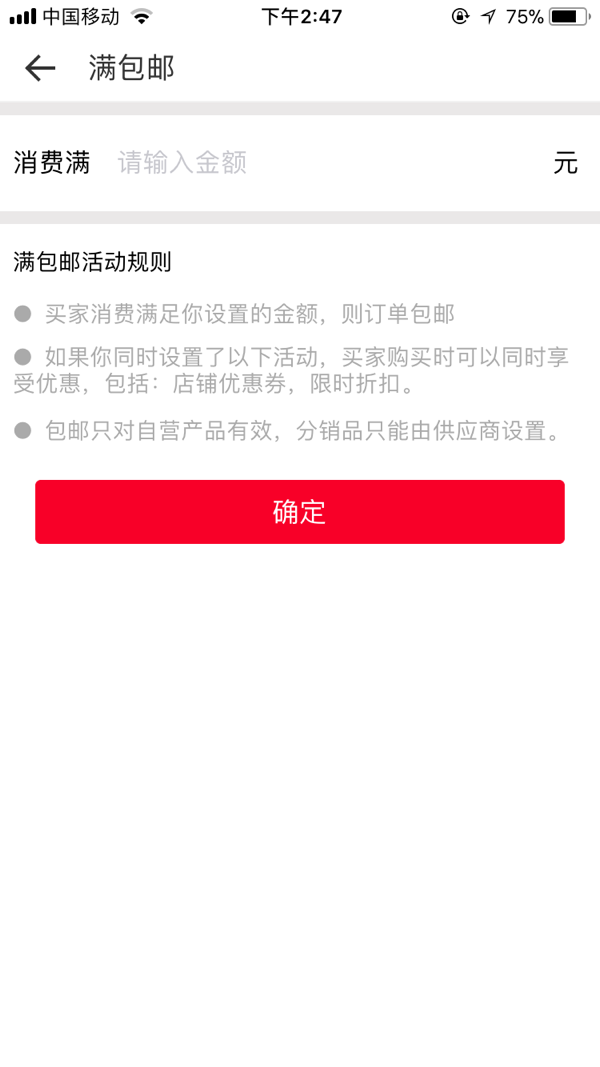 中国移动 下午2:47 75%
满包邮
消费满 请输入金额 元
满包邮活动规则
● 买家消费满足你设置的金额，则订单包邮
● 如果你同时设置了以下活动，买家购买时可以同时享
受优惠，包括：店铺优惠券，限时折扣。
● 包邮只对自营产品有效，分销品只能由供应商设置。
确定